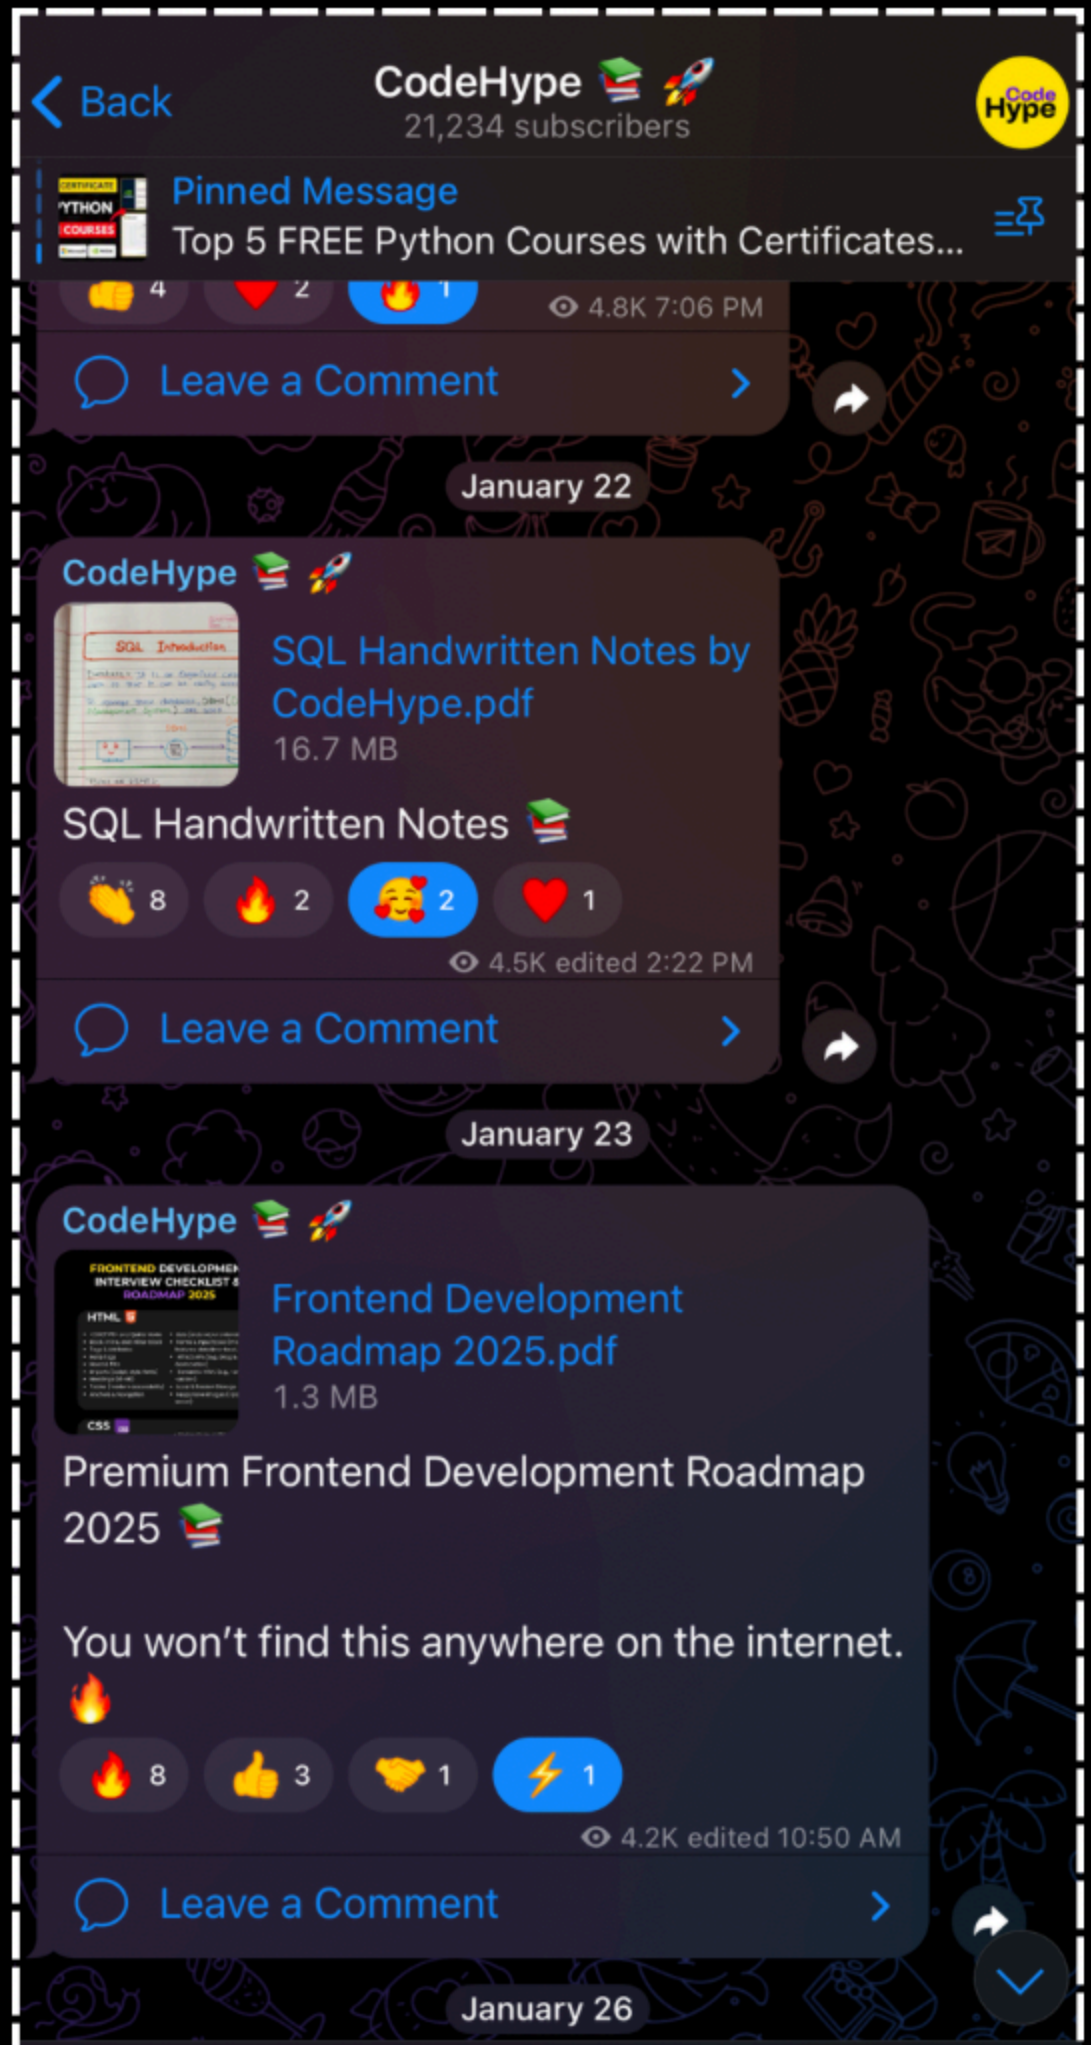 Back
CodeHype 📚 🚀
21,234 subscribers
Code
Hype
CERTIFICATE
PYTHON
COURSES
Pinned Message
Top 5 FREE Python Courses with Certificates...
👍 4 ❤️ 2 🔥 1
4.8K 7:06 PM
Leave a Comment
January 22
CodeHype 📚 🚀
SQL Introduction
SQL Handwritten Notes by
CodeHype.pdf
16.7 MB
SQL Handwritten Notes 📚
👏 8 🔥 2 🥰 2 ❤️ 1
4.5K edited 2:22 PM
Leave a Comment
January 23
CodeHype 📚 🚀
FRONTEND DEVELOPMEN
INTERVIEW CHECKLIST &
ROADMAP 2025
HTML
CSS
Frontend Development
Roadmap 2025.pdf
1.3 MB
Premium Frontend Development Roadmap
2025 📚
You won't find this anywhere on the internet.
🔥
🔥 8 👍 3 🤝 1 ⚡ 1
4.2K edited 10:50 AM
Leave a Comment
January 26